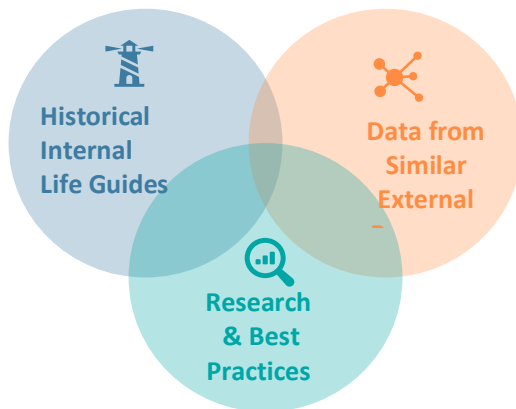 Historical
Internal
Life Guides
Data from
Similar
External
Research
& Best
Practices